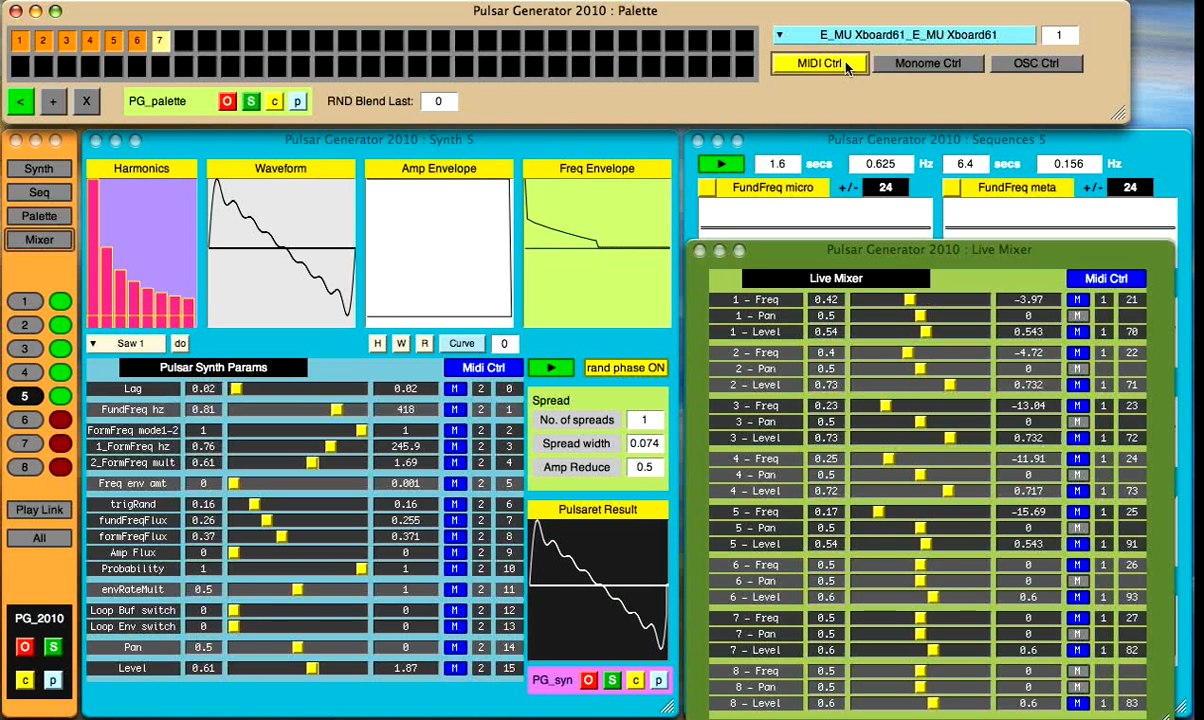 Pulsar Generator 2010 : Palette
1 2 3 4 5 6 7
▼ E_MU Xboard61_E_MU Xboard61 1
MIDI Ctrl Monome Ctrl OSC Ctrl
< + X PG_palette O S c p RND Blend Last: 0
Pulsar Generator 2010 : Synth 5
Harmonics Waveform Amp Envelope Freq Envelope
▼ Saw 1 do H W R Curve 0
Pulsar Synth Params Midi Ctrl
Lag 0.02 0.02 M 2 0
FundFreq hz 0.81 418 M 2 1
FormFreq mode1-2 1 1 M 2 2
1_FormFreq hz 0.76 245.9 M 2 3
2_FormFreq mult 0.61 1.69 M 2 4
Freq env amt 0 0.001 M 2 5
trigRand 0.16 0.16 M 2 6
fundFreqFlux 0.26 0.255 M 2 7
formFreqFlux 0.37 0.371 M 2 8
Amp Flux 0 0 M 2 9
Probability 1 1 M 2 10
envRateMult 0.5 1 M 2 11
Loop Buf switch 0 0 M 2 12
Loop Env switch 0 0 M 2 13
Pan 0.5 0 M 2 14
Level 0.61 1.87 M 2 15
rand phase ON
Spread
No. of spreads 1
Spread width 0.074
Amp Reduce 0.5
Pulsaret Result
PG_syn O S c p
Synth
Seq
Palette
Mixer
1
2
3
4
5
6
7
8
Play Link
All
PG_2010
O S
c p
Pulsar Generator 2010 : Sequences 5
1.6 secs 0.625 Hz 6.4 secs 0.156 Hz
FundFreq micro +/- 24 FundFreq meta +/- 24
Pulsar Generator 2010 : Live Mixer
Live Mixer Midi Ctrl
1 - Freq 0.42 -3.97 M 1 21
1 - Pan 0.5 0 M
1 - Level 0.54 0.543 M 1 70
2 - Freq 0.4 -4.72 M 1 22
2 - Pan 0.5 0 M
2 - Level 0.73 0.732 M 1 71
3 - Freq 0.23 -13.04 M 1 23
3 - Pan 0.5 0 M
3 - Level 0.73 0.732 M 1 72
4 - Freq 0.25 -11.91 M 1 24
4 - Pan 0.5 0 M
4 - Level 0.72 0.717 M 1 73
5 - Freq 0.17 -15.69 M 1 25
5 - Pan 0.5 0 M
5 - Level 0.54 0.543 M 1 91
6 - Freq 0.5 0 M 1 26
6 - Pan 0.5 0 M
6 - Level 0.6 0.6 M 1 93
7 - Freq 0.5 0 M 1 27
7 - Pan 0.5 0 M
7 - Level 0.6 0.6 M 1 82
8 - Freq 0.5 0 M
8 - Pan 0.5 0 M
8 - Level 0.6 0.6 M 1 83